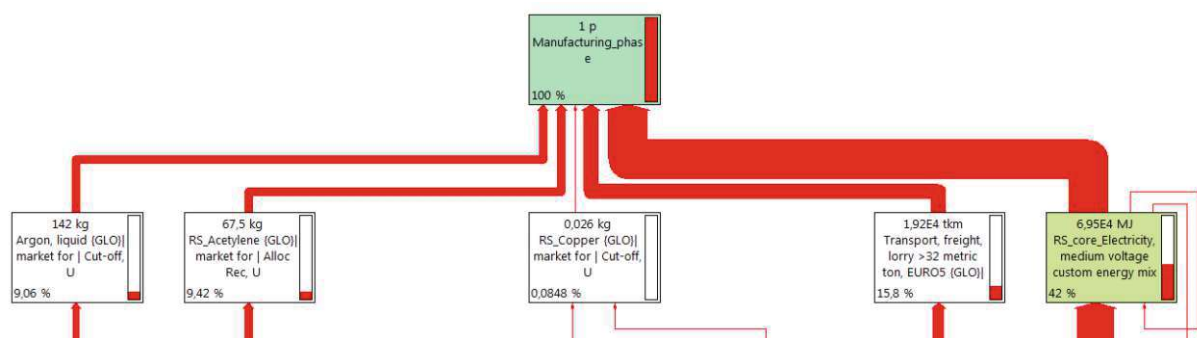 1 p
Manufacturing_phas
e
100 %
142 kg
Argon, liquid {GLO}|
market for | Cut-off,
U
9,06 %
67,5 kg
RS_Acetylene {GLO}|
market for | Alloc
Rec, U
9,42 %
0,026 kg
RS_Copper {GLO}|
market for | Cut-off,
U
0,0848 %
1,92E4 tkm
Transport, freight,
lorry >32 metric
ton, EURO5 {GLO}|
15,8 %
6,95E4 MJ
RS_core_Electricity,
medium voltage
custom energy mix
42 %